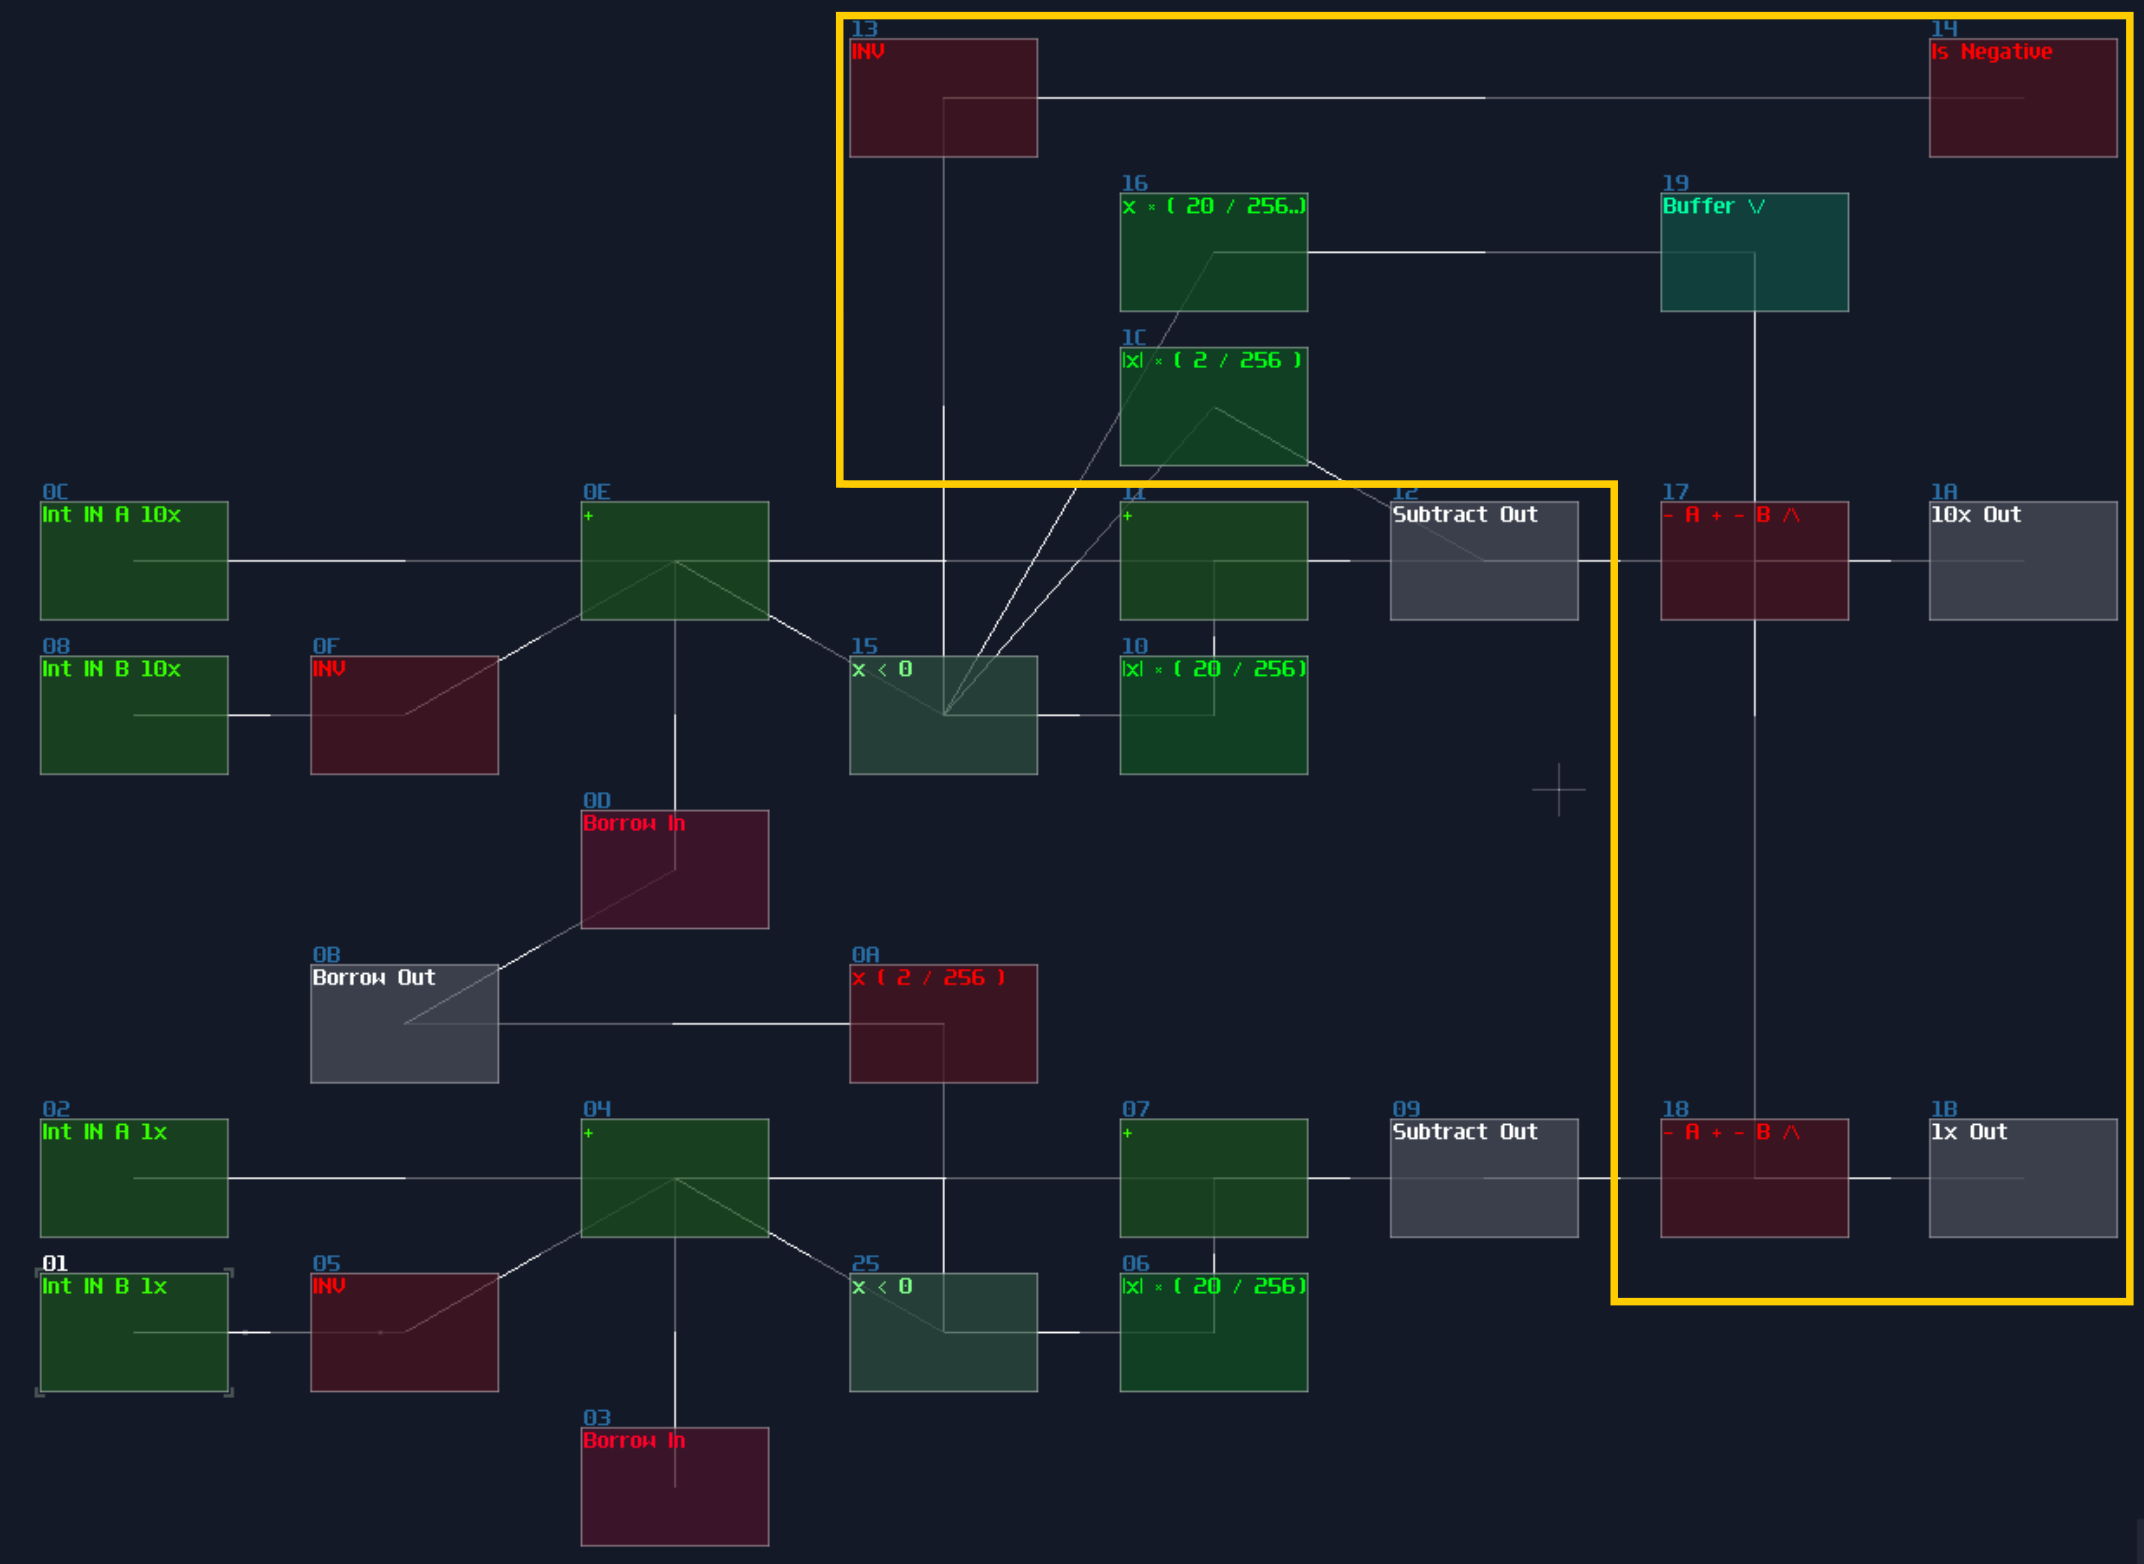 13
INV
14
Is Negative
16
x * ( 20 / 256..)
19
Buffer \/
1C
|x| * ( 2 / 256 )
0C
Int IN A 10x
0E
+
11
+
12
Subtract Out
17
- A + - B /\
1A
10x Out
08
Int IN B 10x
0F
INV
15
x < 0
10
|x| * ( 20 / 256)
0D
Borrow In
0B
Borrow Out
0A
x ( 2 / 256 )
02
Int IN A 1x
04
+
07
+
09
Subtract Out
18
- A + - B /\
1B
1x Out
01
Int IN B 1x
05
INV
25
x < 0
06
|x| * ( 20 / 256)
03
Borrow In